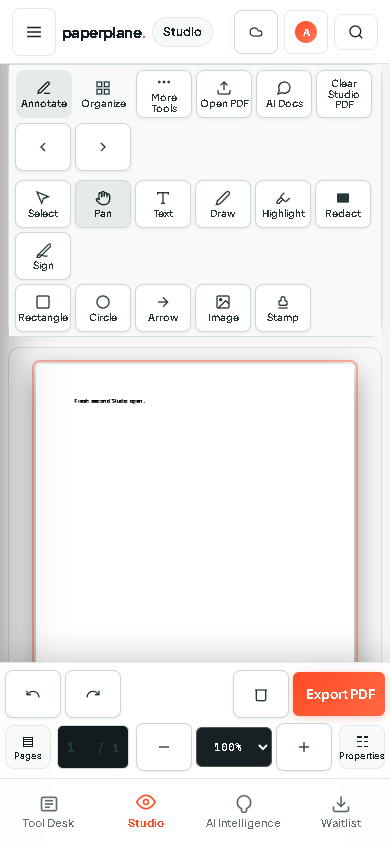 paperplane. Studio A
Annotate Organize More Tools Open PDF AI Docs Clear Studio PDF
Select Pan Text Draw Highlight Redact
Sign
Rectangle Circle Arrow Image Stamp
Fresh second Studio open.
Export PDF
Pages 1 / 1 100% Properties
Tool Desk Studio AI Intelligence Waitlist